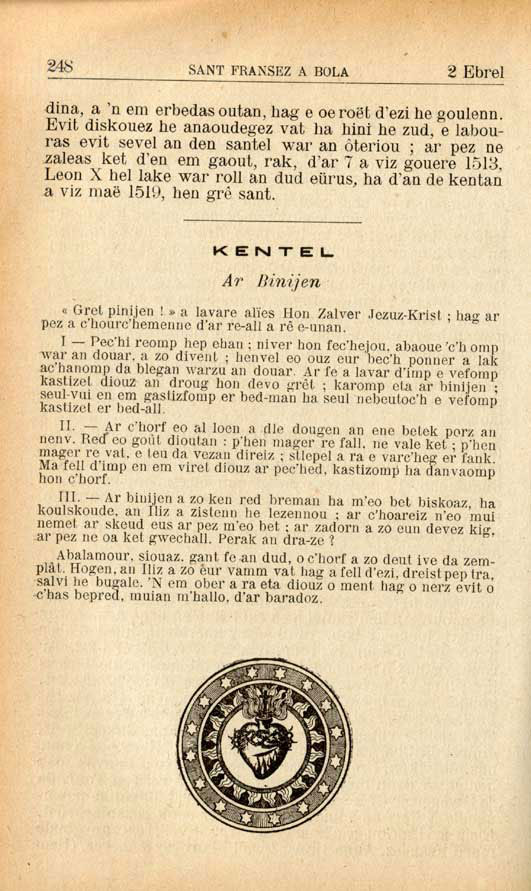 248
SANT FRANSEZ A BOLA
2 Ebrel
dina, a 'n em erbedas outan, hag e oe roët d'ezi he goulenn.
Evit diskouez he anaoudegez vat ha hini he zud, e labou-
ras evit sevel an den santel war an ôteriou ; ar pez ne
zaleas ket d'en em gaout, rak, d'ar 7 a viz gouere 1513,
Leon X hel lake war roll an dud eürus, ha d'an de kentan
a viz maë 1519, hen grê sant.
KENTEL
Ar Binijen
« Gret pinijen ! » a lavare alïes Hon Zalver Jezuz-Krist ; hag ar
pez a c'hourc'hemenne d'ar re-all a rê e-unan.
I — Pec'hi reomp hep ehan ; niver hon fec'hejou, abaoue 'c'h omp
war an douar, a zo divent ; henvel eo ouz eur bec'h ponner a lak
ac'hanomp da blegan warzu an douar. Ar fe a lavar d'imp e vefomp
kastizet diouz an droug hon devo grêt ; karomp eta ar binijen ;
seul-vui en em gastizfomp er bed-man ha seul nebeutoc'h e vefomp
kastizet er bed-all.
II. — Ar c'horf eo al loen a dle dougen an ene betek porz an
nenv. Red eo goût dioutan : p'hen mager re fall, ne vale ket ; p'hen
mager re vat, e teu da vezan direiz ; stlepel a ra e varc'heg er fank.
Ma fell d'imp en em viret diouz ar pec'hed, kastizomp ha danvaomp
hon c'horf.
III. — Ar binijen a zo ken red breman ha m'eo bet biskoaz, ha
koulskoude, an Iliz a zistenn he lezennou ; ar c'hoareiz n'eo mui
nemet ar skeud eus ar pez m'eo bet ; ar zadorn a zo eun devez kig,
ar pez ne oa ket gwechall. Perak an dra-ze ?
Abalamour, siouaz, gant fe an dud, o c'horf a zo deut ive da zem-
plât. Hogen, an Iliz a zo eur vamm vat hag a fell d'ezi, dreist pep tra,
salvi he bugale. 'N em ober a ra eta diouz o ment hag o nerz evit o
c'has bepred, muian m'hallo, d'ar baradoz.